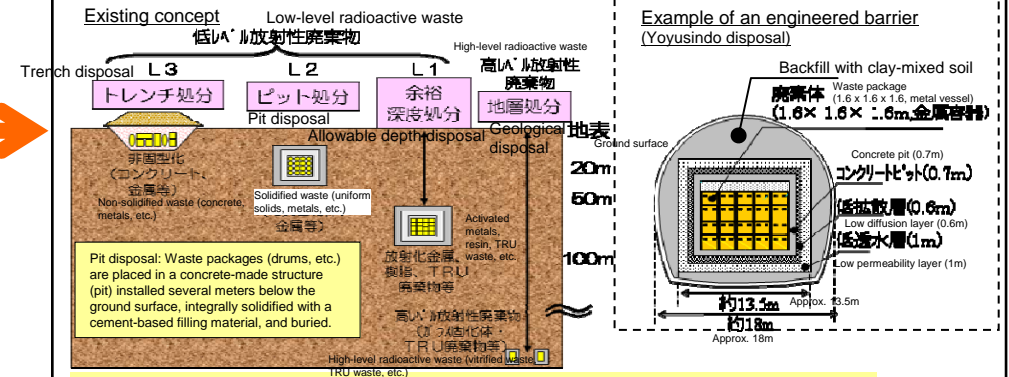 Existing concept
Low-level radioactive waste
低レベル放射性廃棄物
High-level radioactive waste
高レベル放射性
廃棄物
Trench disposal
L3
L2
L1
トレンチ処分
ピット処分
余裕
深度処分
地層処分
Pit disposal
Allowable depth disposal
Geological
disposal
地表
Ground surface
20m
50m
100m
非固型化
(コンクリート、
金属等)
Non-solidified waste (concrete,
metals, etc.)
Solidified waste (uniform
solids, metals, etc.)
金属等)
Activated
metals,
resin, TRU
waste, etc.
放射化金属、
樹脂、TRU
廃棄物等
Pit disposal: Waste packages (drums, etc.)
are placed in a concrete-made structure
(pit) installed several meters below the
ground surface, integrally solidified with a
cement-based filling material, and buried.
高レベル放射性廃棄物
(ガラス固化体・
TRU廃棄物等)
High-level radioactive waste (vitrified waste,
TRU waste, etc.)
Example of an engineered barrier
(Yoyusindo disposal)
Backfill with clay-mixed soil
Waste package
廃棄体
(1.6 x 1.6 x 1.6, metal vessel)
(1.6× 1.6× 1.6m,金属容器)
Concrete pit (0.7m)
コンクリートピット(0.7m)
低拡散層(0.6m)
Low diffusion layer (0.6m)
低透水層(1m)
Low permeability layer (1m)
約13.5m
Approx. 13.5m
約18m
Approx. 18m